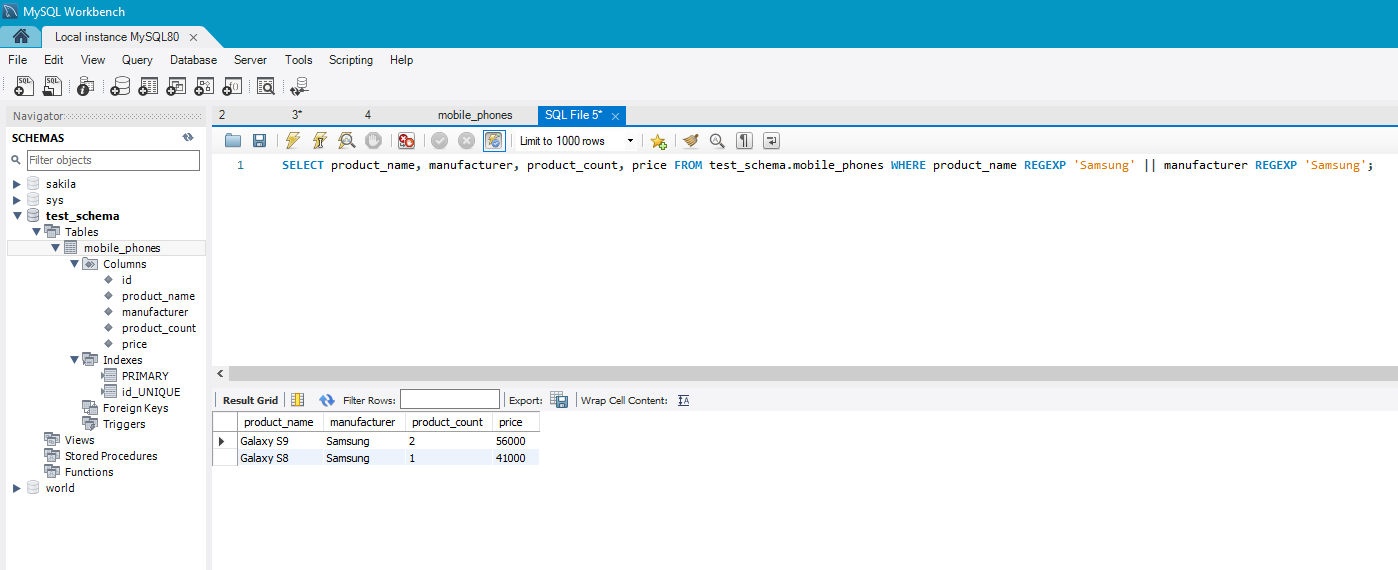 MySQL Workbench
Local instance MySQL80
File Edit View Query Database Server Tools Scripting Help
Navigator
SCHEMAS
Filter objects
sakila
sys
test_schema
Tables
mobile_phones
Columns
id
product_name
manufacturer
product_count
price
Indexes
PRIMARY
id_UNIQUE
Foreign Keys
Triggers
Views
Stored Procedures
Functions
world
2 3* 4 mobile_phones SQL File 5*
Limit to 1000 rows
1 SELECT product_name, manufacturer, product_count, price FROM test_schema.mobile_phones WHERE product_name REGEXP 'Samsung' || manufacturer REGEXP 'Samsung';
Result Grid Filter Rows: Export: Wrap Cell Content:
product_name manufacturer product_count price
Galaxy S9 Samsung 2 56000
Galaxy S8 Samsung 1 41000